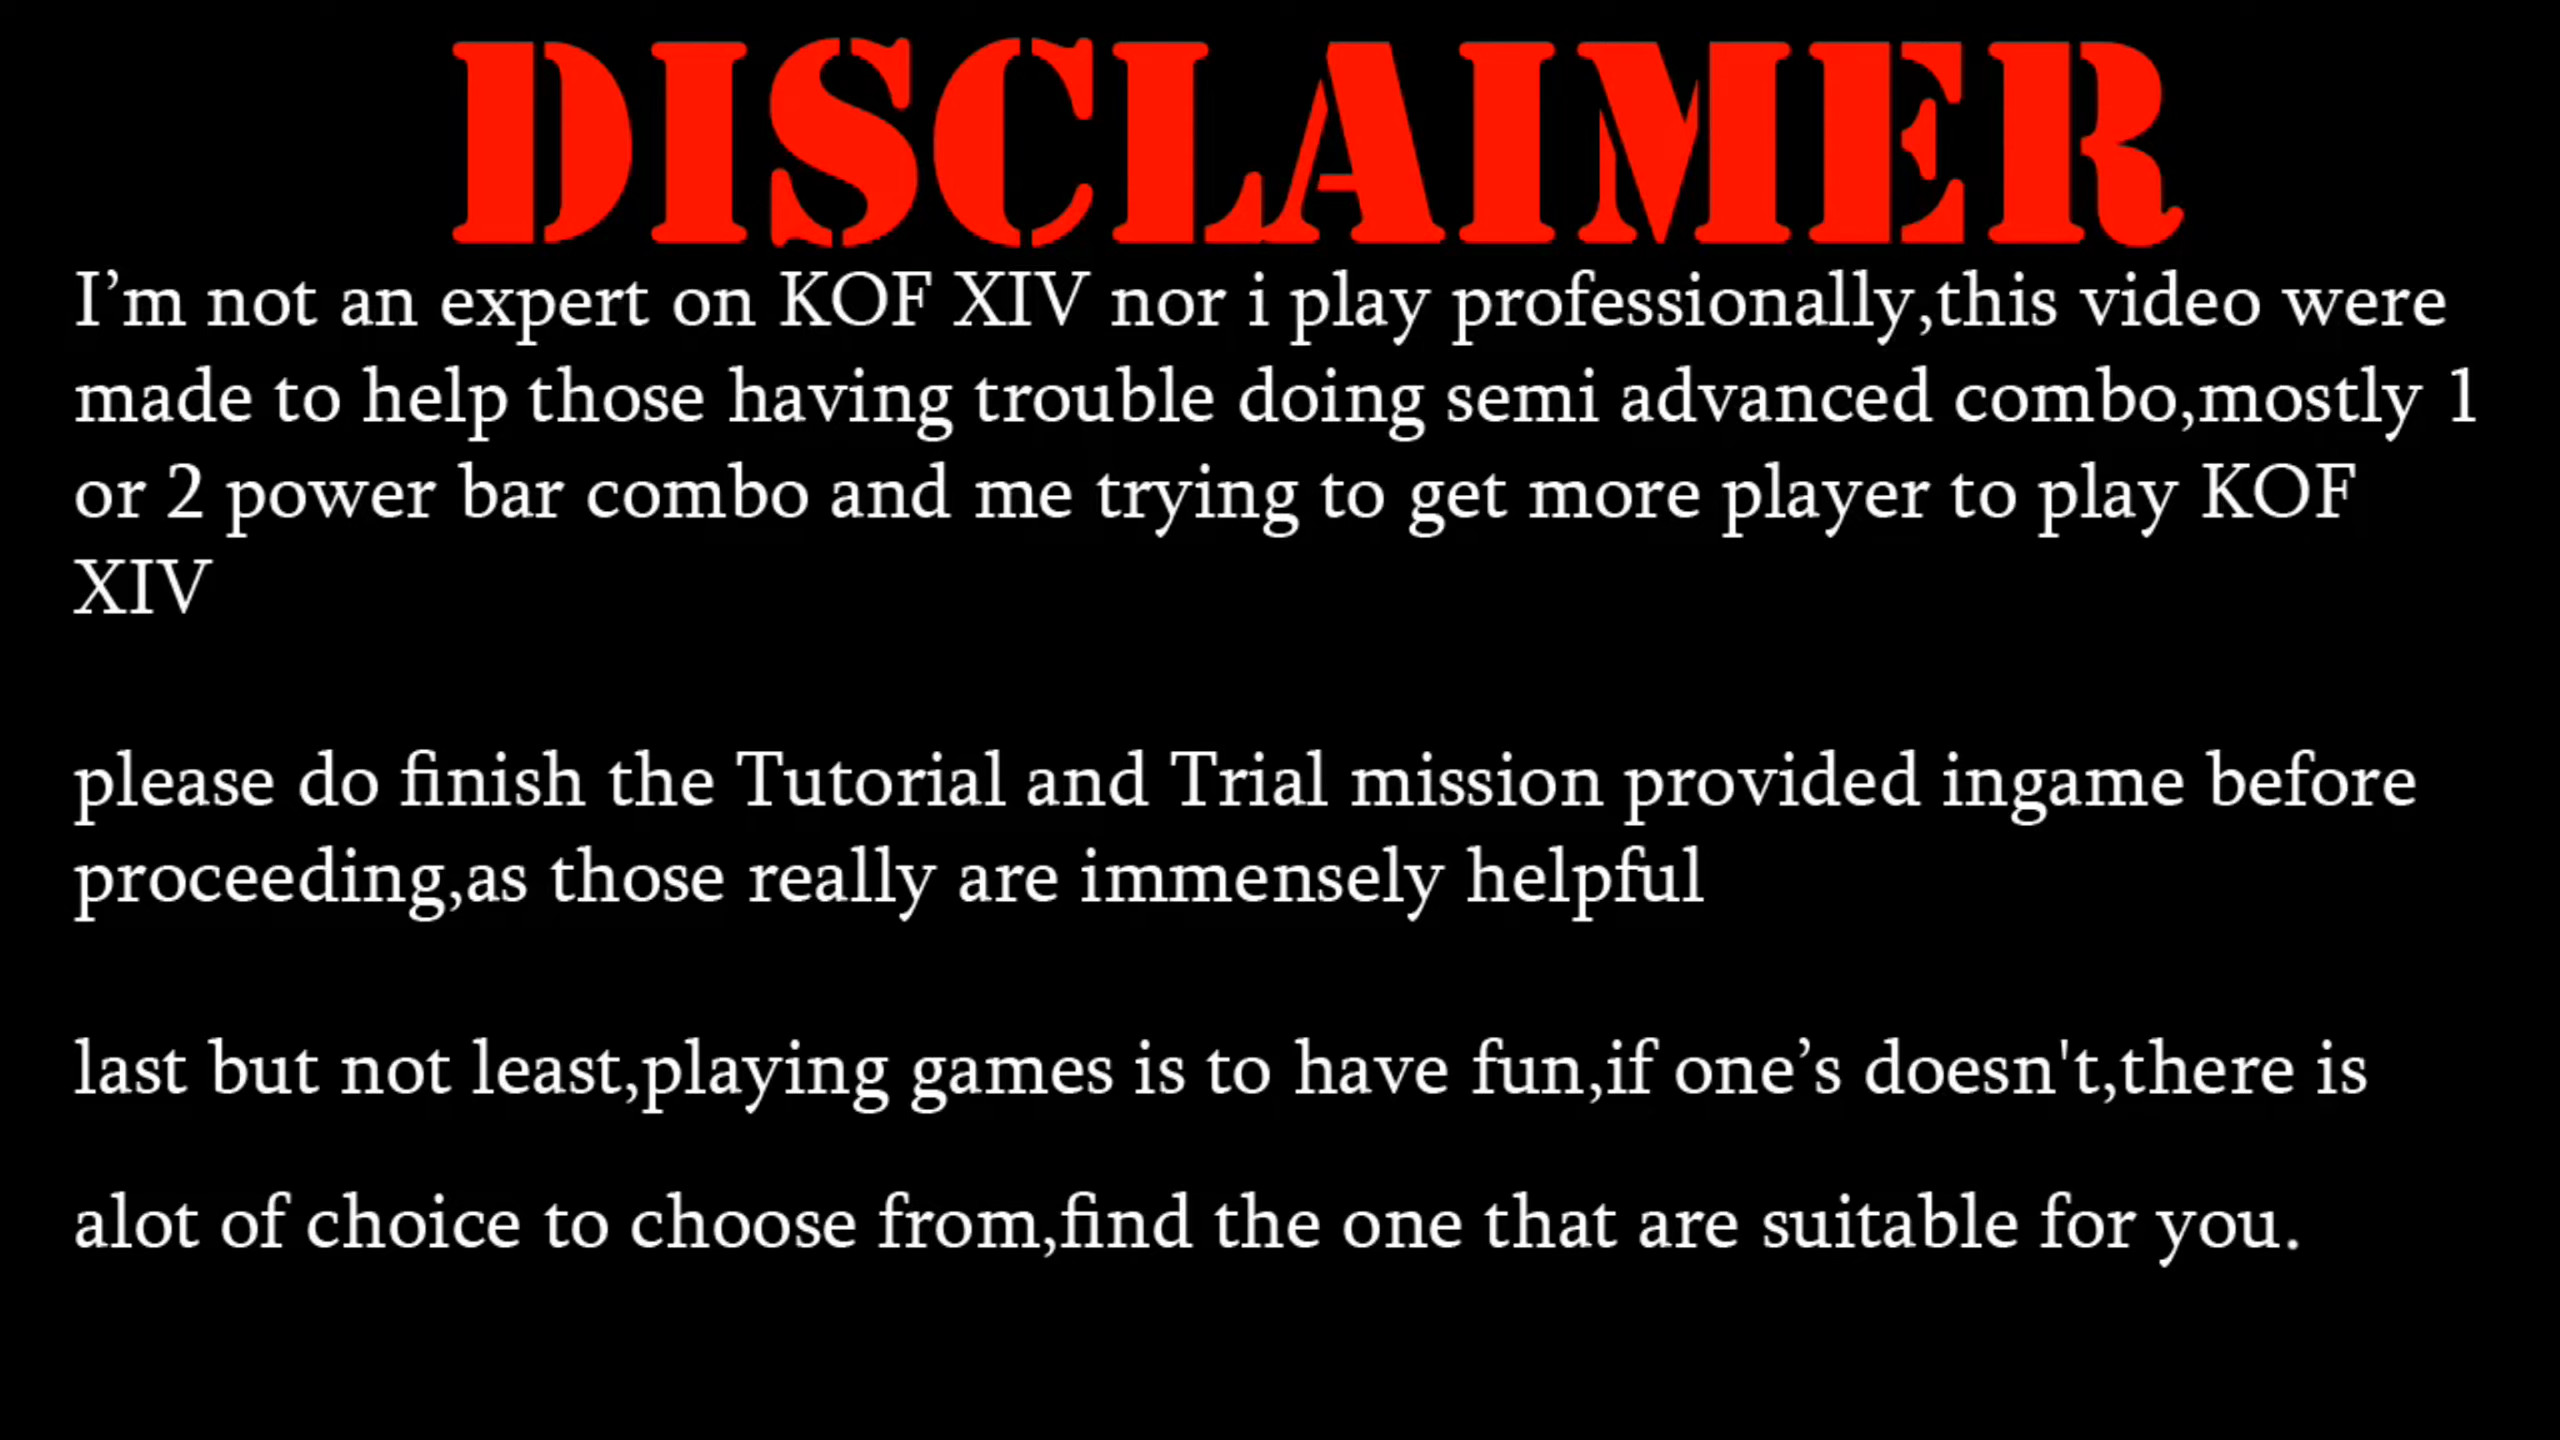 DISCLAIMER
I’m not an expert on KOF XIV nor i play professionally,this video were
made to help those having trouble doing semi advanced combo,mostly 1
or 2 power bar combo and me trying to get more player to play KOF
XIV
please do finish the Tutorial and Trial mission provided ingame before
proceeding,as those really are immensely helpful
last but not least,playing games is to have fun,if one’s doesn't,there is
alot of choice to choose from,find the one that are suitable for you.